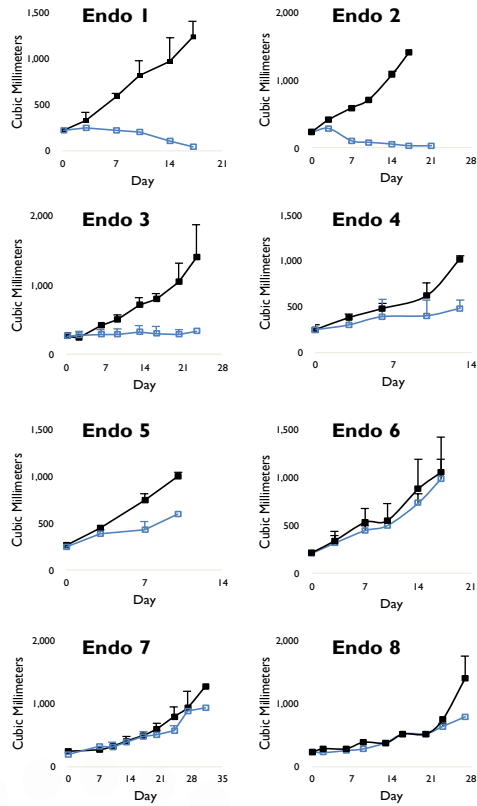 Endo 1
Cubic Millimeters
1,500
1,000
500
0
0 7 14 21
Day
Endo 2
Cubic Millimeters
2,000
1,000
0
0 7 14 21 28
Day
Endo 3
Cubic Millimeters
2,000
1,000
0
0 7 14 21 28
Day
Endo 4
Cubic Millimeters
1,500
1,000
500
0
0 7 14
Day
Endo 5
Cubic Millimeters
1,500
1,000
500
0
0 7 14
Day
Endo 6
Cubic Millimeters
1,500
1,000
500
0
0 7 14 21
Day
Endo 7
Cubic Millimeters
2,000
1,000
0
0 7 14 21 28 35
Day
Endo 8
Cubic Millimeters
2,000
1,000
0
0 7 14 21 28
Day